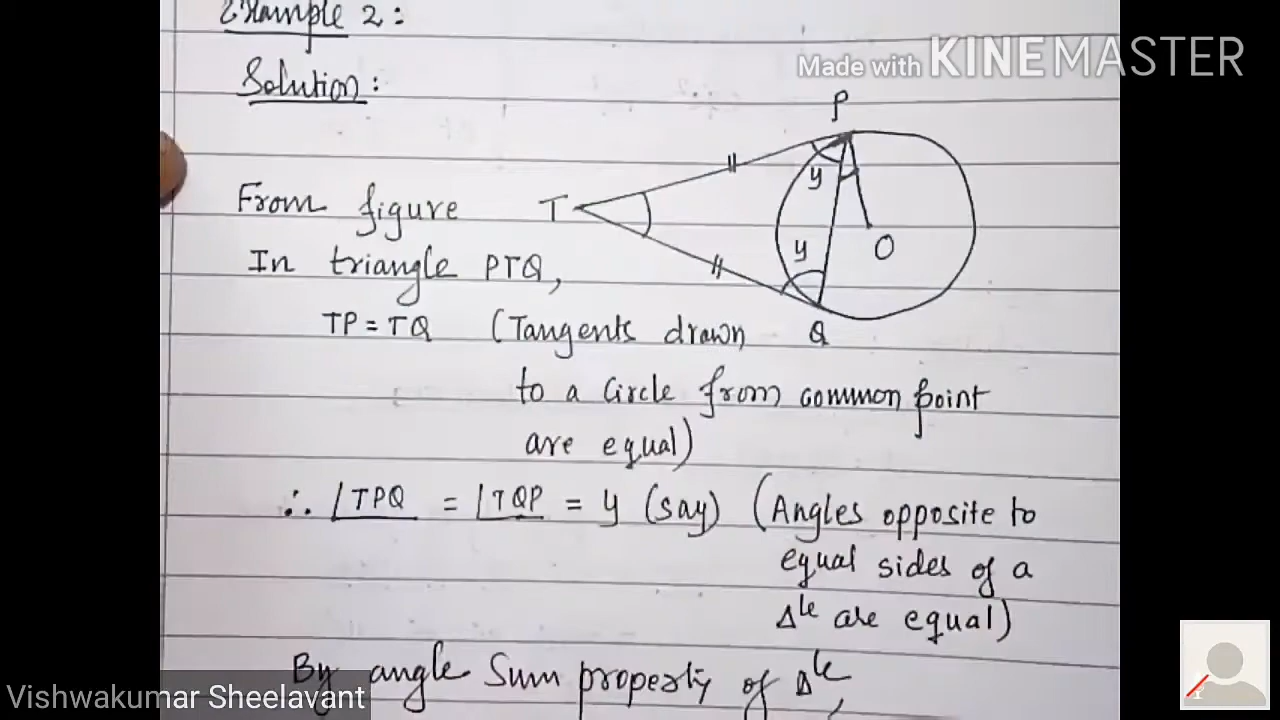 Example 2:
Made with KINEMASTER
Solution:
P
y
From figure T
y O
In triangle PTQ,
TP = TQ (Tangents drawn Q
to a circle from common point
are equal)
∴ ∠TPQ = ∠TQP = y (say) (Angles opposite to
equal sides of a
Δle are equal)
By angle Sum property of Δle,
Vishwakumar Sheelavant